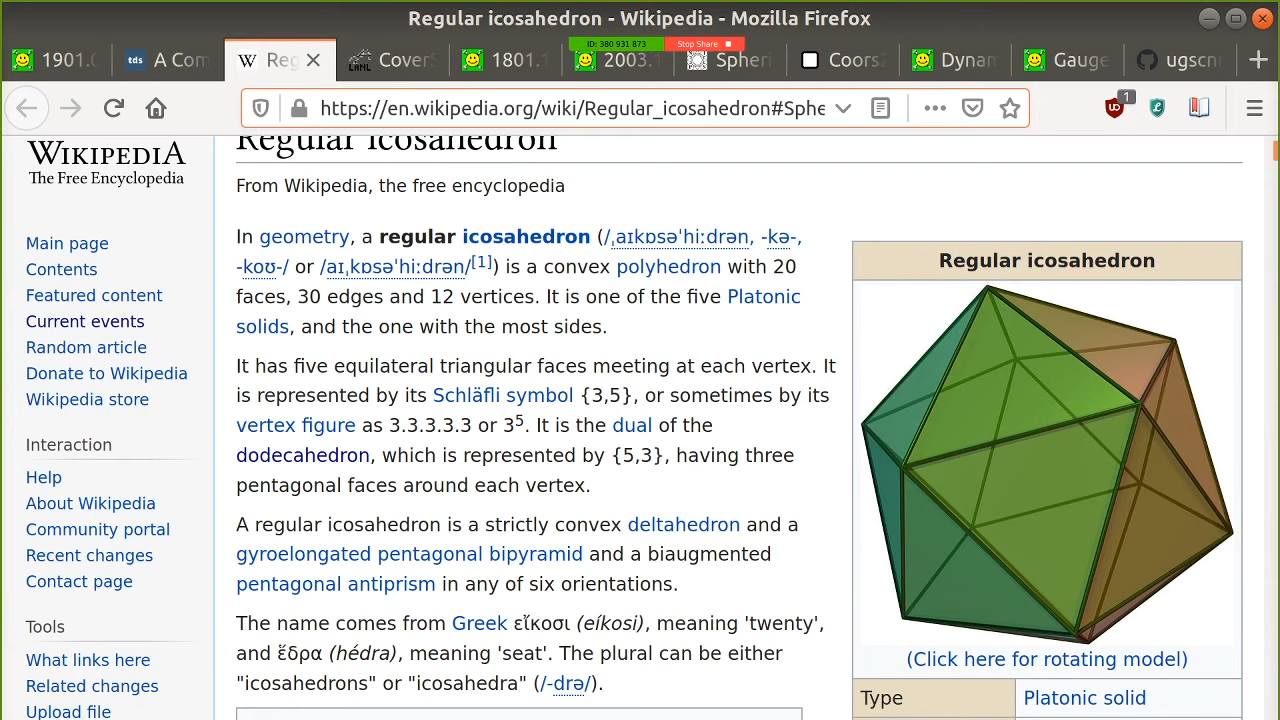 Regular icosahedron - Wikipedia - Mozilla Firefox
ID: 380 931 873 Stop Share
1901. A Com Reg Cover 1801.1 2003.1 Spheri Coors Dynan Gauge ugscn
https://en.wikipedia.org/wiki/Regular_icosahedron#Sphe
1
WIKIPEDIA
The Free Encyclopedia
Main page
Contents
Featured content
Current events
Random article
Donate to Wikipedia
Wikipedia store
Interaction
Help
About Wikipedia
Community portal
Recent changes
Contact page
Tools
What links here
Related changes
Upload file
Regular icosahedron
From Wikipedia, the free encyclopedia
In geometry, a regular icosahedron (/ˌaɪkɒsəˈhiːdrən, -kə-,
-koʊ-/ or /aɪˌkɒsəˈhiːdrən/[1]) is a convex polyhedron with 20
faces, 30 edges and 12 vertices. It is one of the five Platonic
solids, and the one with the most sides.
It has five equilateral triangular faces meeting at each vertex. It
is represented by its Schläfli symbol {3,5}, or sometimes by its
vertex figure as 3.3.3.3.3 or 3⁵. It is the dual of the
dodecahedron, which is represented by {5,3}, having three
pentagonal faces around each vertex.
A regular icosahedron is a strictly convex deltahedron and a
gyroelongated pentagonal bipyramid and a biaugmented
pentagonal antiprism in any of six orientations.
The name comes from Greek εἴκοσι (eíkosi), meaning 'twenty',
and ἕδρα (hédra), meaning 'seat'. The plural can be either
"icosahedrons" or "icosahedra" (/-drə/).
Regular icosahedron
(Click here for rotating model)
Type Platonic solid